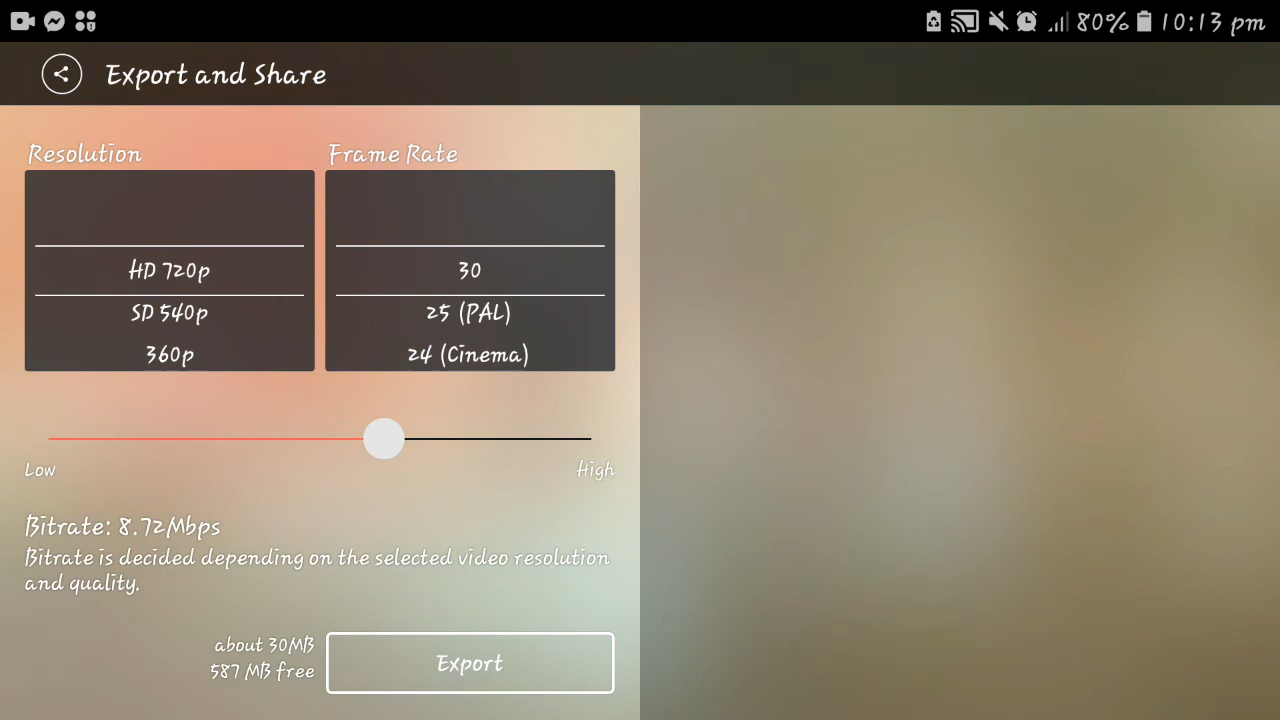 80% 10:13 pm
Export and Share
Resolution
Frame Rate
HD 720p
30
SD 540p
25 (PAL)
360p
24 (Cinema)
Low
High
Bitrate: 8.72Mbps
Bitrate is decided depending on the selected video resolution
and quality.
about 30MB
587 MB free
Export